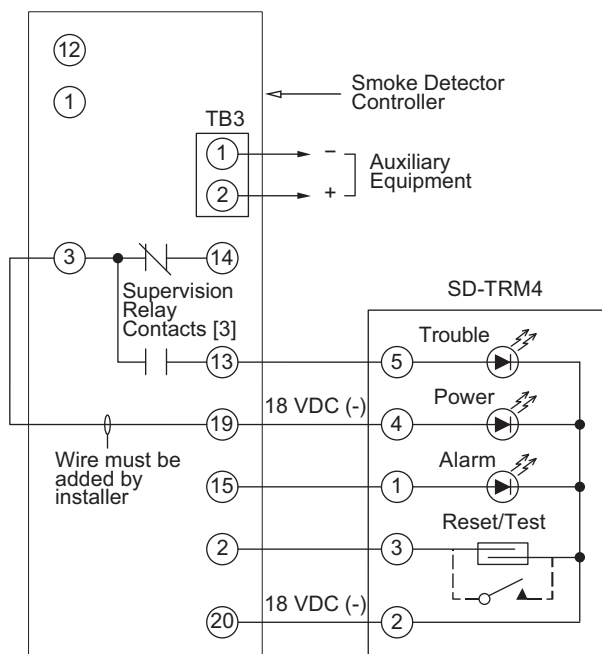 12
1
Smoke Detector
Controller
TB3
1
−
2
+
Auxiliary
Equipment
3
14
Supervision
Relay
Contacts [3]
13
SD-TRM4
5
Trouble
19
18 VDC (-)
4
Power
Wire must be
added by
installer
15
1
Alarm
2
3
Reset/Test
20
18 VDC (-)
2